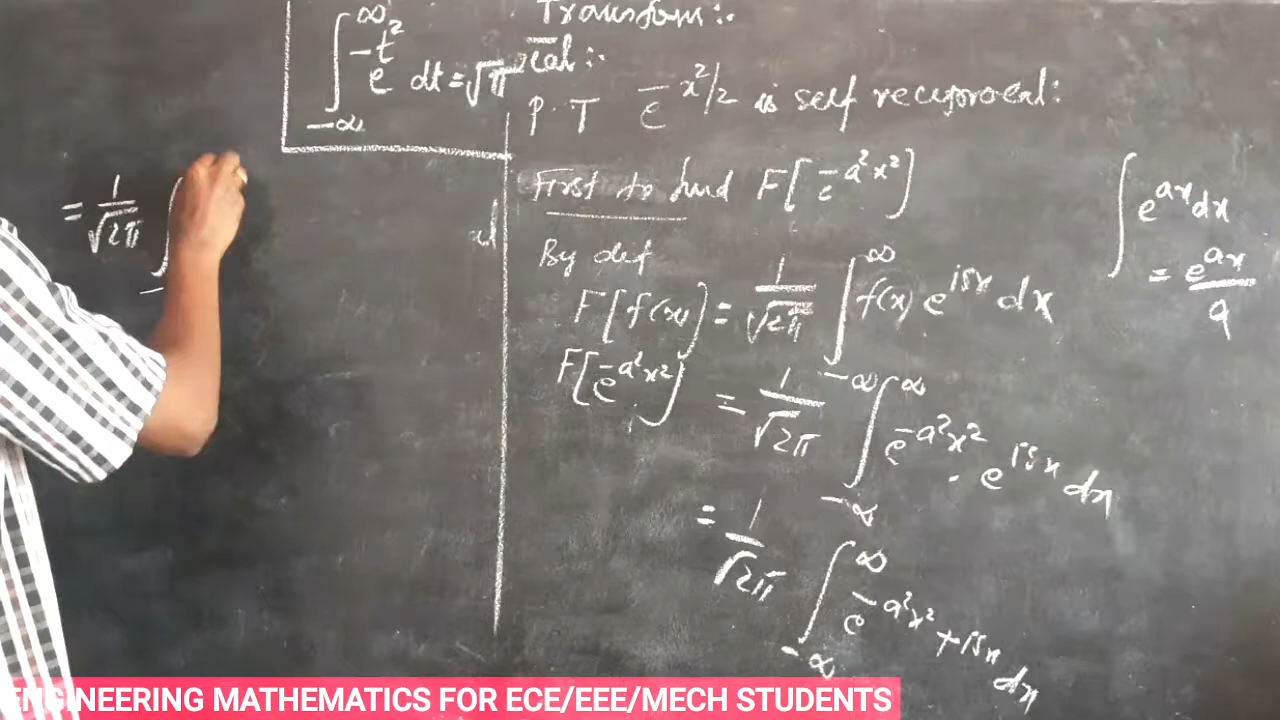 Transform:-
∫_{-∞}^{∞} e^{-t²} dt = √π
ocal:-
P.T e^{-x²/2} is self reciprocal:
First to find F[e^{-a²x²}]
By def
F[f(x)] = 1/√2π ∫_{-∞}^{∞} f(x) e^{isx} dx
F[e^{-a²x²}] = 1/√2π ∫_{-∞}^{∞} e^{-a²x²} · e^{isx} dx
= 1/√2π ∫_{-∞}^{∞} e^{-a²x²+isx} dx
∫ e^{ax} dx
= e^{ax}/a
= 1/√2π ∫
ENGINEERING MATHEMATICS FOR ECE/EEE/MECH STUDENTS